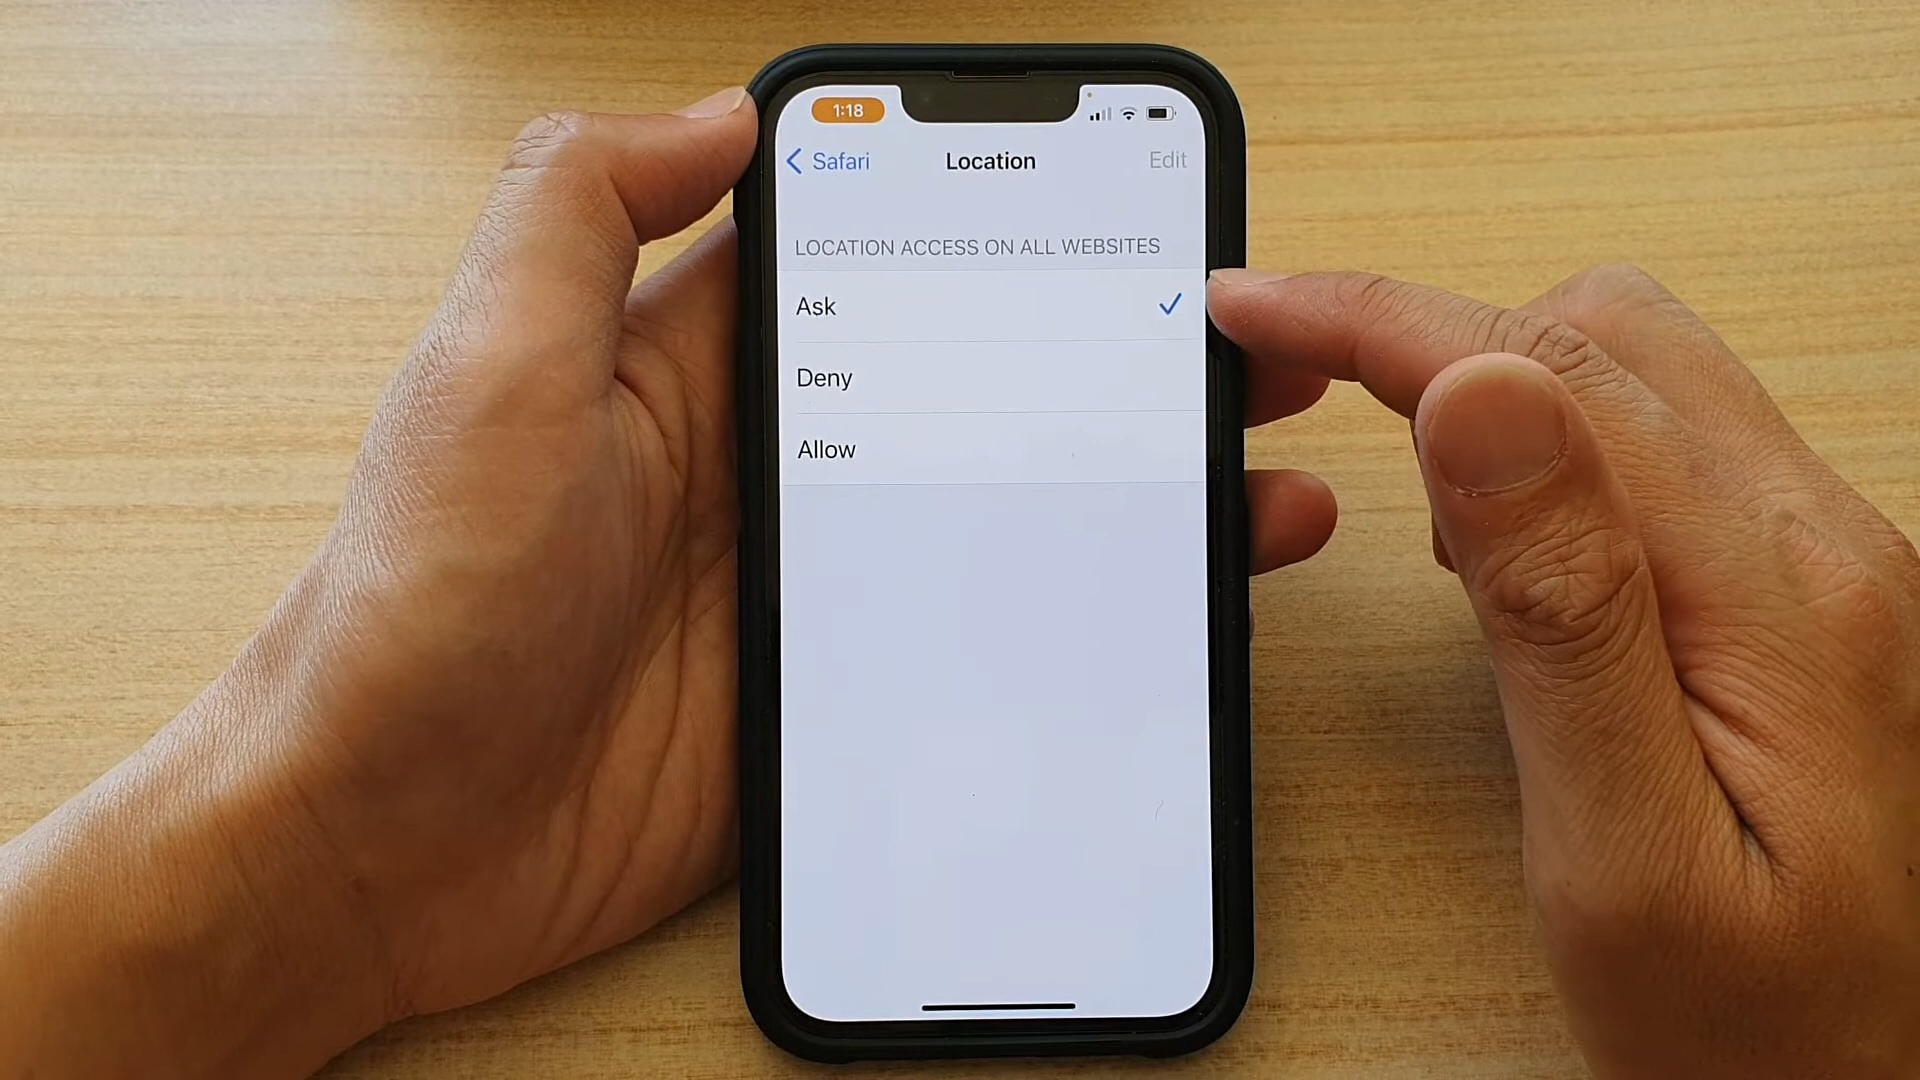 1:18
Safari
Location
Edit
LOCATION ACCESS ON ALL WEBSITES
Ask
Deny
Allow